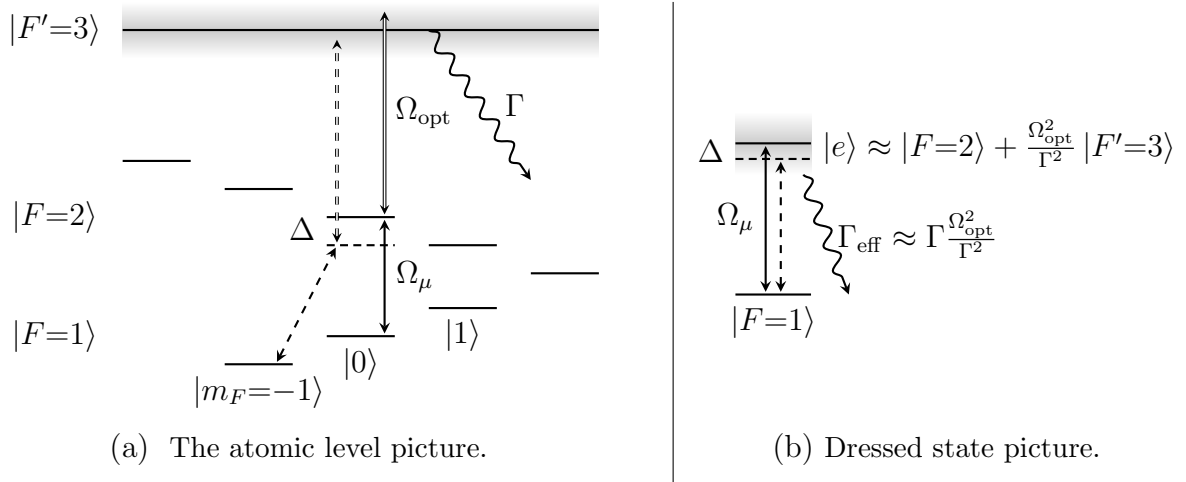 |F′=3⟩
Ω_opt
Γ
|F=2⟩
Δ
Ω_μ
|F=1⟩
|1⟩
|0⟩
|m_F=−1⟩
(a) The atomic level picture.
Δ
|e⟩ ≈ |F=2⟩ + Ω²_opt/Γ² |F′=3⟩
Ω_μ
Γ_eff ≈ Γ Ω²_opt/Γ²
|F=1⟩
(b) Dressed state picture.